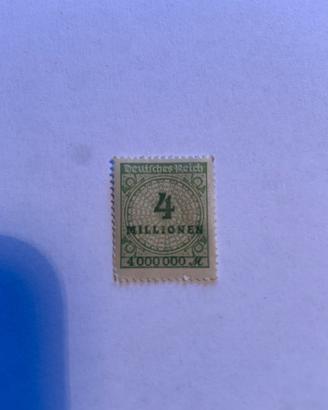 Deutsches Reich
4
MILLIONEN
4000000 M